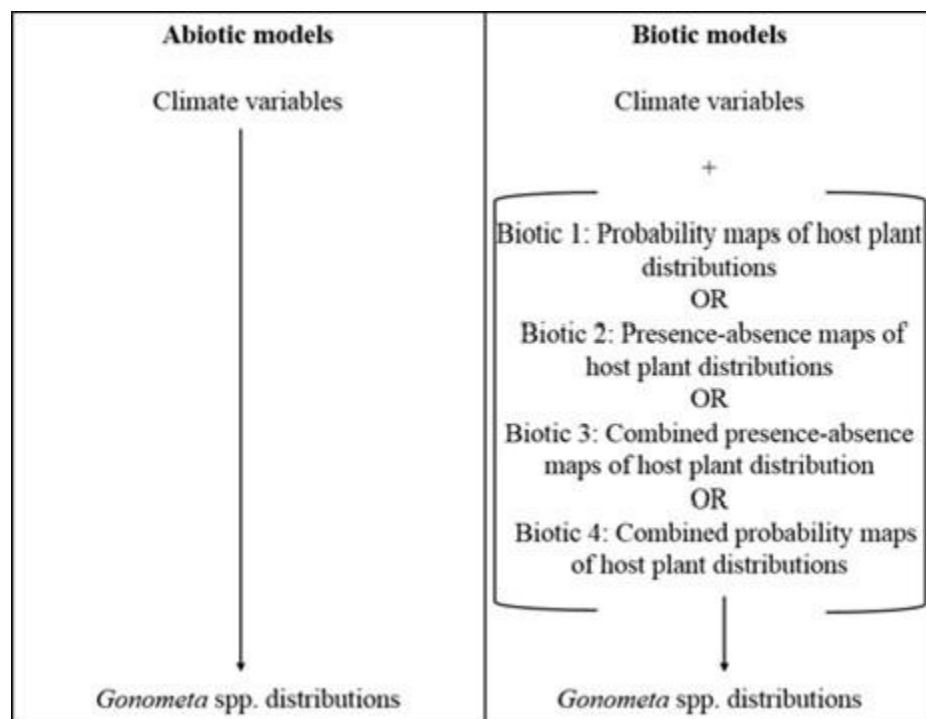 Abiotic models
Climate variables
Gonometa spp. distributions
Biotic models
Climate variables
+
Biotic 1: Probability maps of host plant
distributions
OR
Biotic 2: Presence-absence maps of
host plant distributions
OR
Biotic 3: Combined presence-absence
maps of host plant distribution
OR
Biotic 4: Combined probability maps
of host plant distributions
Gonometa spp. distributions